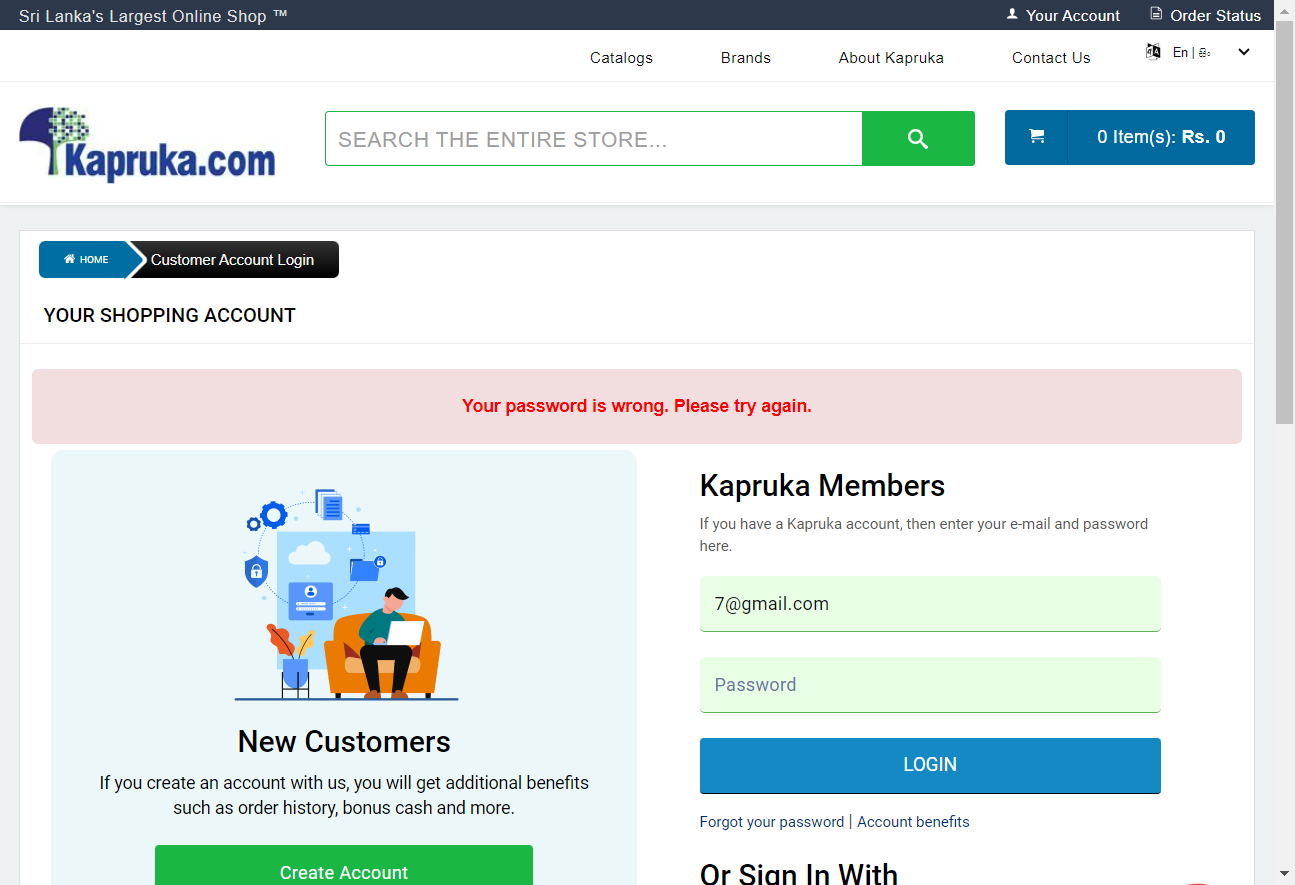 Sri Lanka's Largest Online Shop ™
Your Account
Order Status
Catalogs
Brands
About Kapruka
Contact Us
En | සිං
Kapruka.com
SEARCH THE ENTIRE STORE...
0 Item(s): Rs. 0
HOME
Customer Account Login
YOUR SHOPPING ACCOUNT
Your password is wrong. Please try again.
New Customers
If you create an account with us, you will get additional benefits
such as order history, bonus cash and more.
Create Account
Kapruka Members
If you have a Kapruka account, then enter your e-mail and password
here.
7@gmail.com
Password
LOGIN
Forgot your password | Account benefits
Or Sign In With